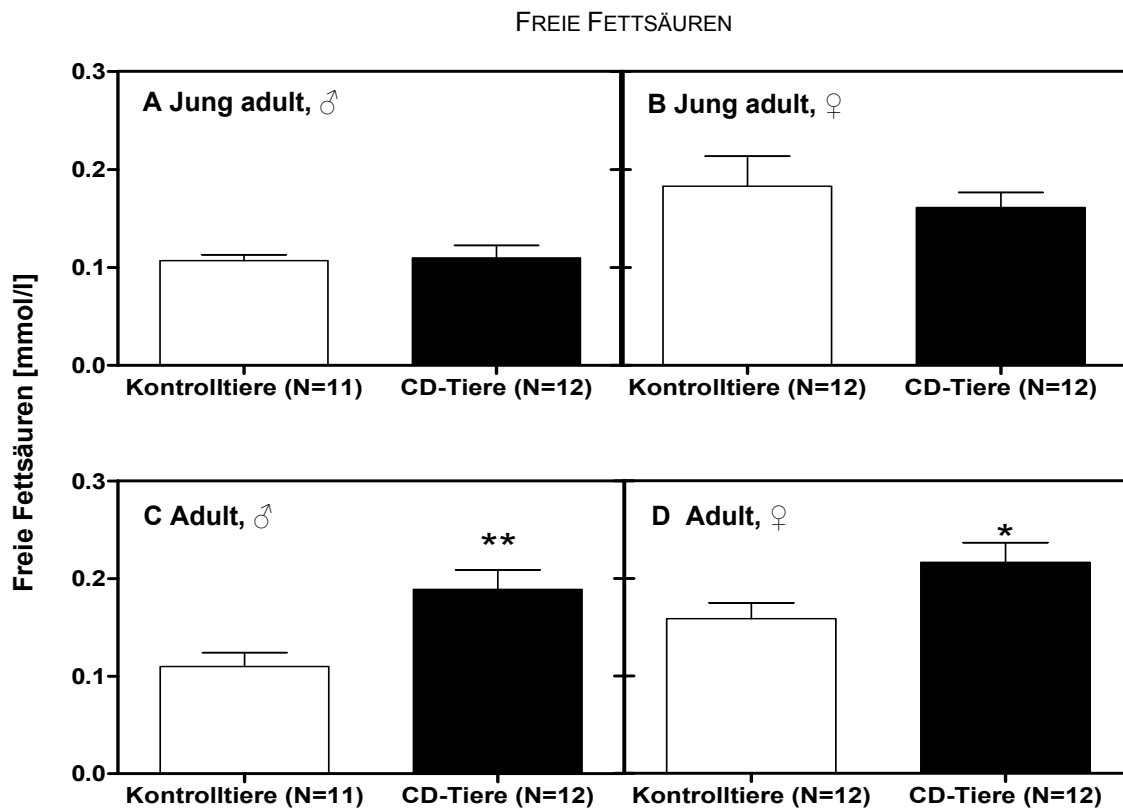 FREIE FETTSÄUREN
Freie Fettsäuren [mmol/l]
0.3
0.2
0.1
0.0
A Jung adult, ♂
Kontrolltiere (N=11)
CD-Tiere (N=12)
B Jung adult, ♀
Kontrolltiere (N=12)
CD-Tiere (N=12)
0.3
0.2
0.1
0.0
C Adult, ♂
**
Kontrolltiere (N=11)
CD-Tiere (N=12)
D Adult, ♀
*
Kontrolltiere (N=12)
CD-Tiere (N=12)